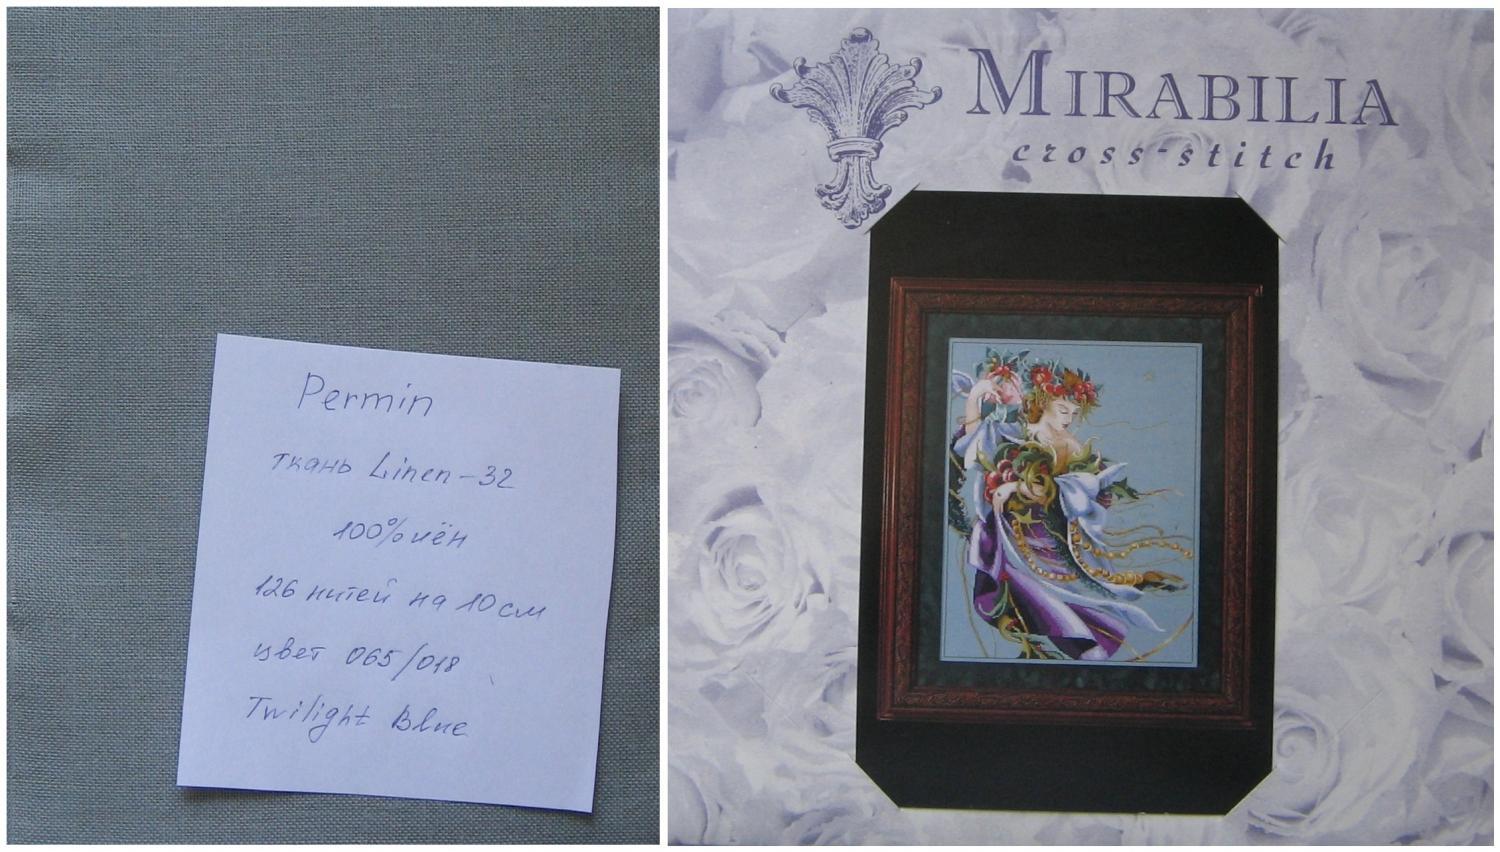 Permin
ткань Linen-32
100% лён
126 нитей на 10 см
цвет 065/018
Twilight Blue
MIRABILIA
cross-stitch